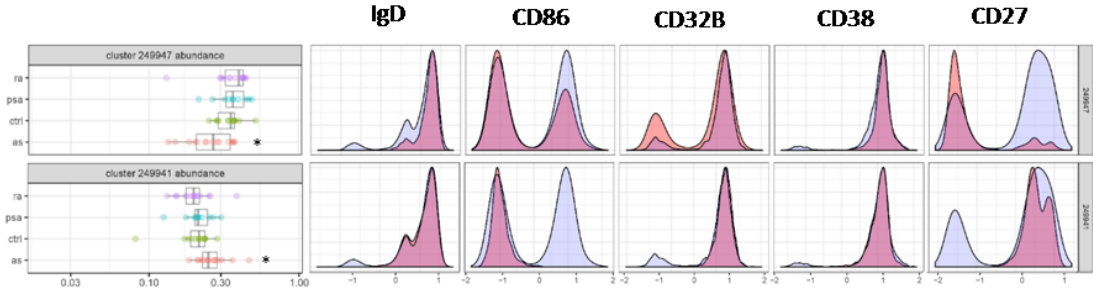 IgD CD86 CD32B CD38 CD27
cluster 249947 abundance
ra
psa
ctrl
as *
249947
cluster 249941 abundance
ra
psa
ctrl
as *
249941
0.03 0.10 0.30 1.00
-2 -1 0 1 -2 -1 0 1 2 -2 -1 0 1 2 -2 -1 0 1 2 -2 -1 0 1